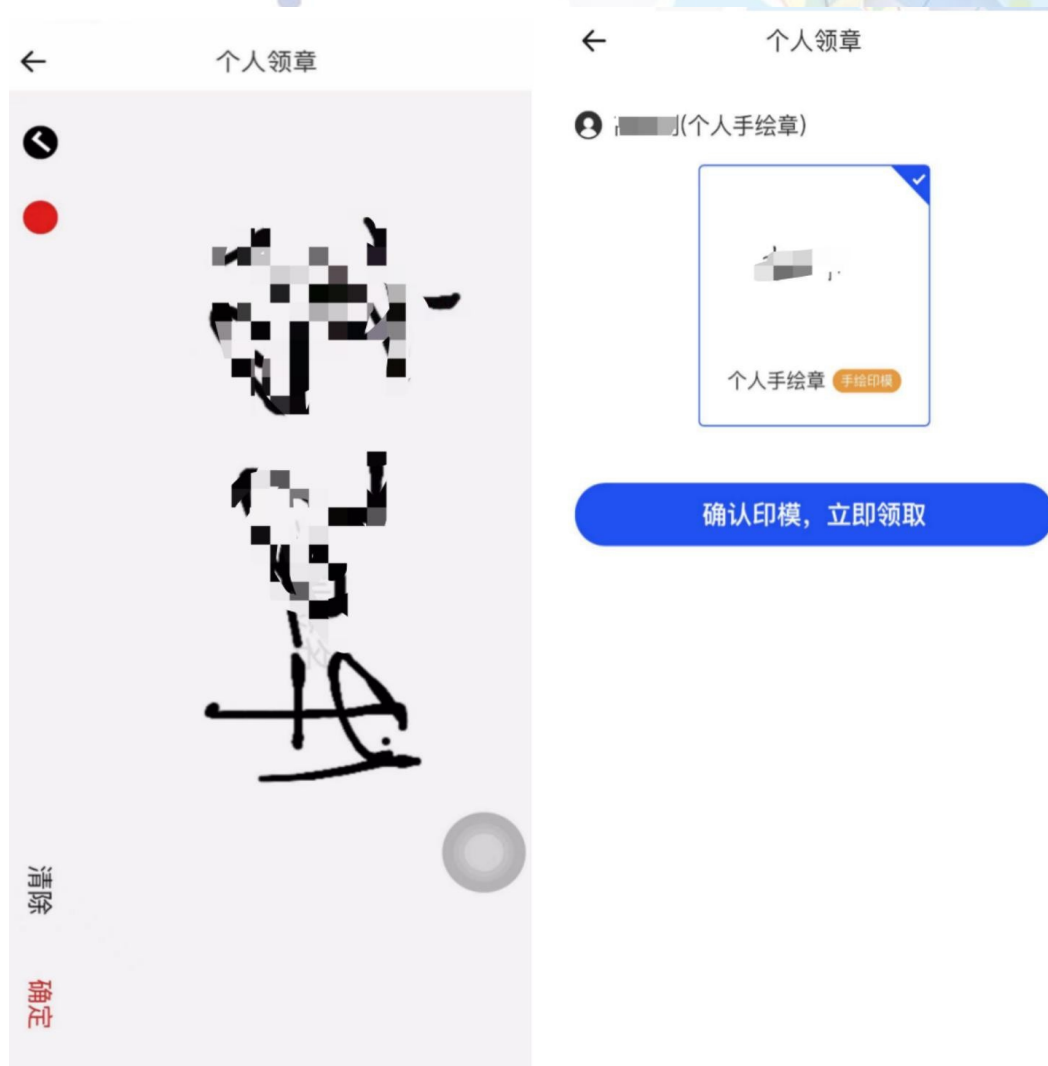 个人领章
清除
确定
个人领章
(个人手绘章)
个人手绘章 手绘印模
确认印模，立即领取